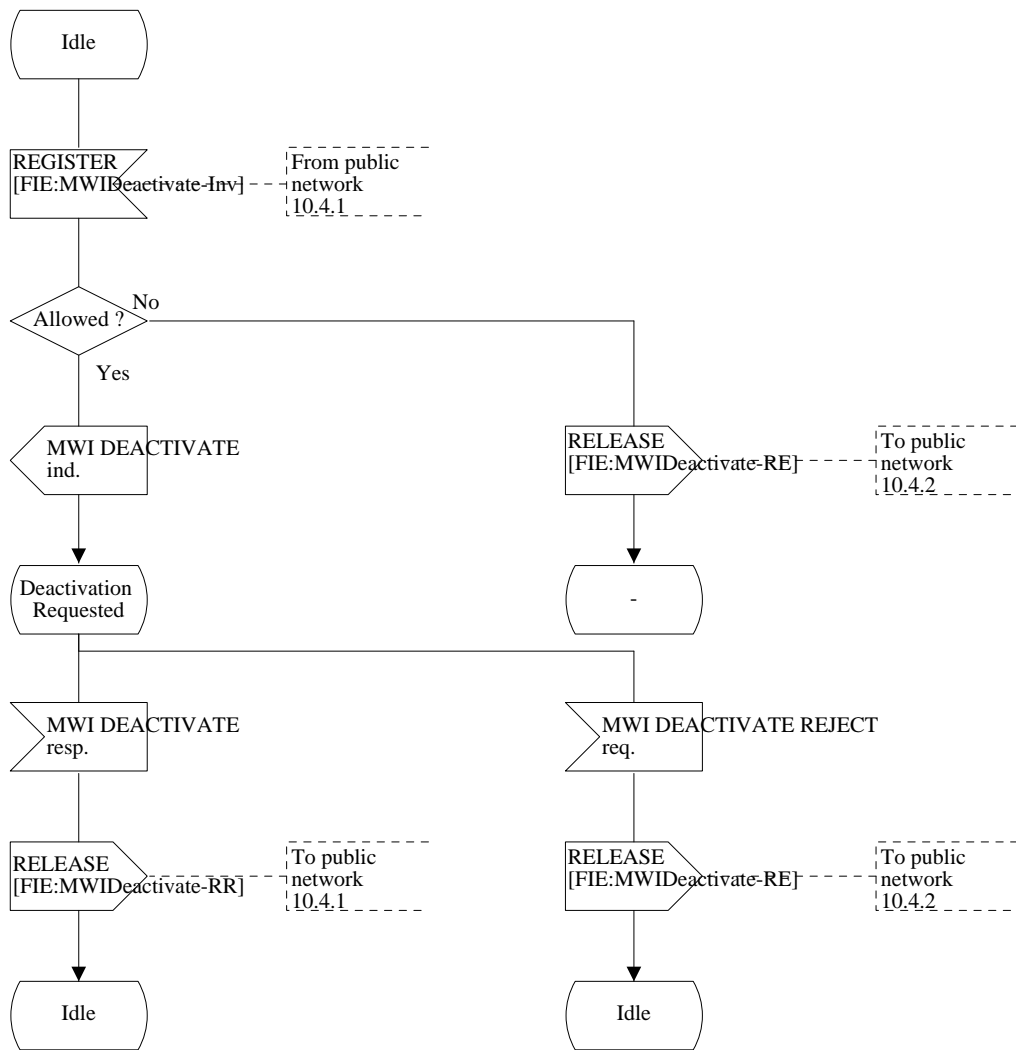 Idle
REGISTER
[FIE:MWIDeactivate-Inv]
From public
network
10.4.1
Allowed ?
No
Yes
MWI DEACTIVATE
ind.
RELEASE
[FIE:MWIDeactivate-RE]
To public
network
10.4.2
Deactivation
Requested
-
MWI DEACTIVATE
resp.
MWI DEACTIVATE REJECT
req.
RELEASE
[FIE:MWIDeactivate-RR]
To public
network
10.4.1
RELEASE
[FIE:MWIDeactivate-RE]
To public
network
10.4.2
Idle
Idle